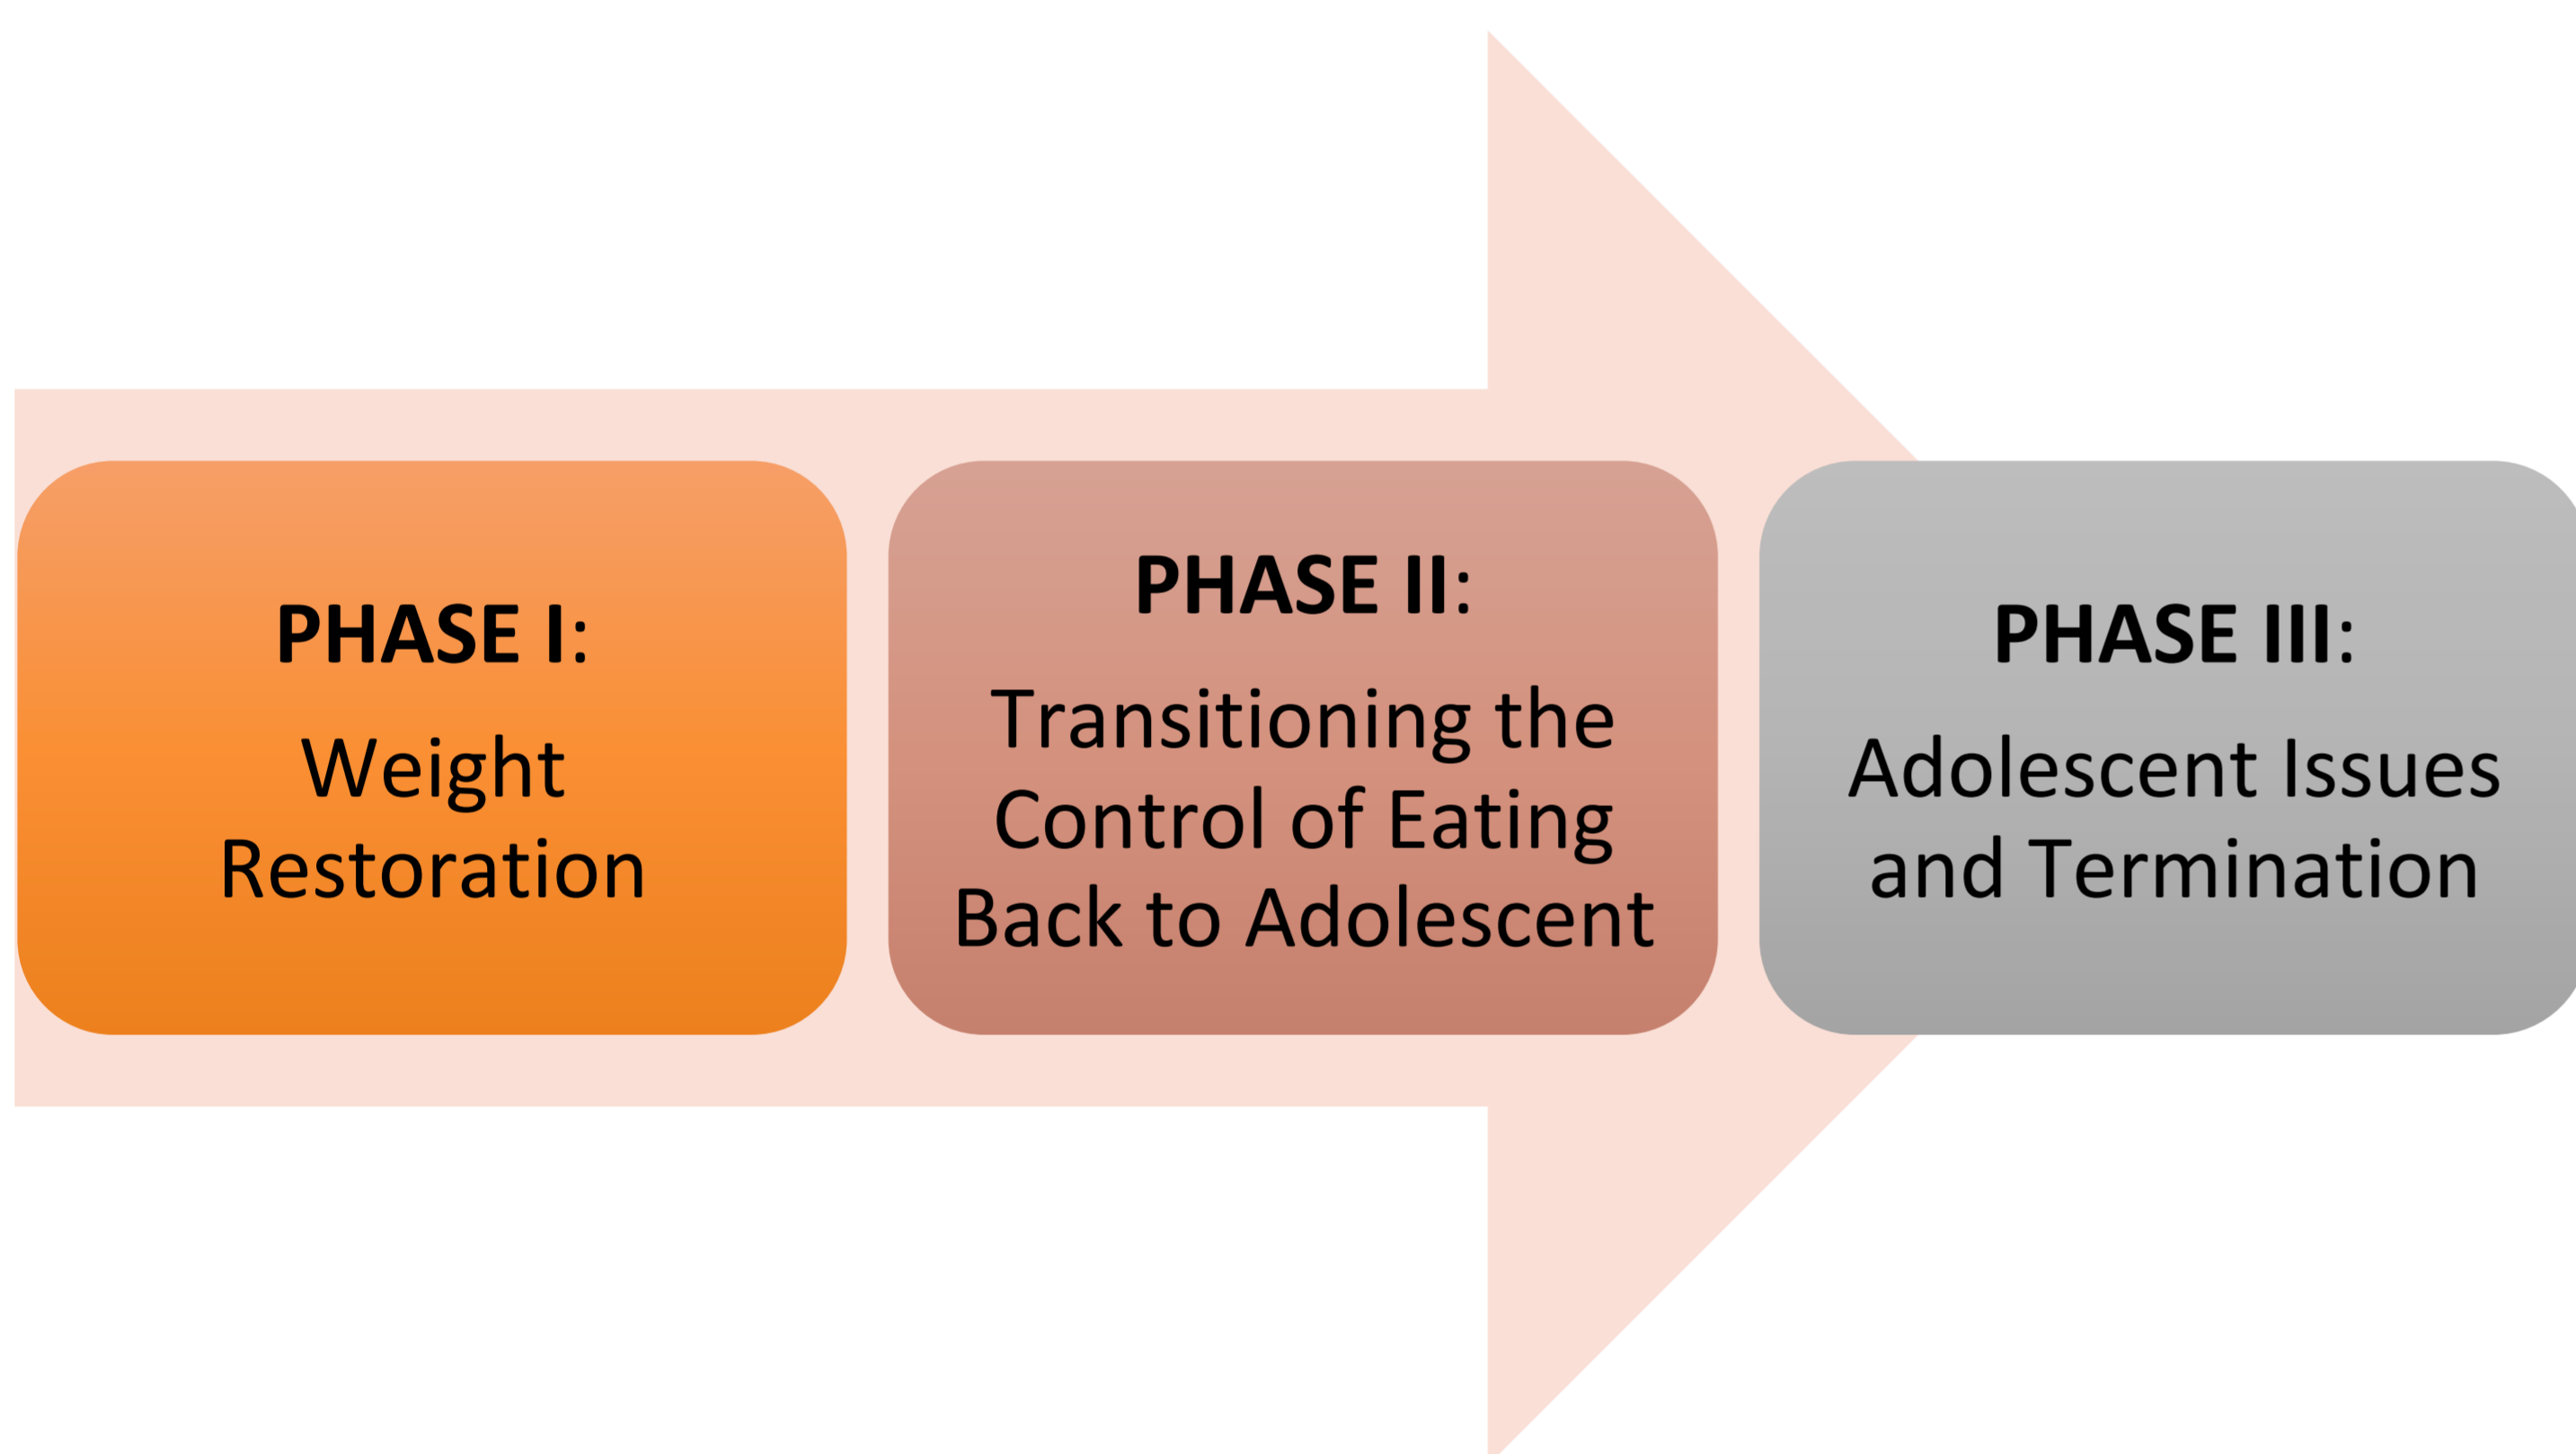 PHASE I:
Weight
Restoration
PHASE II:
Transitioning the
Control of Eating
Back to Adolescent
PHASE III:
Adolescent Issues
and Termination